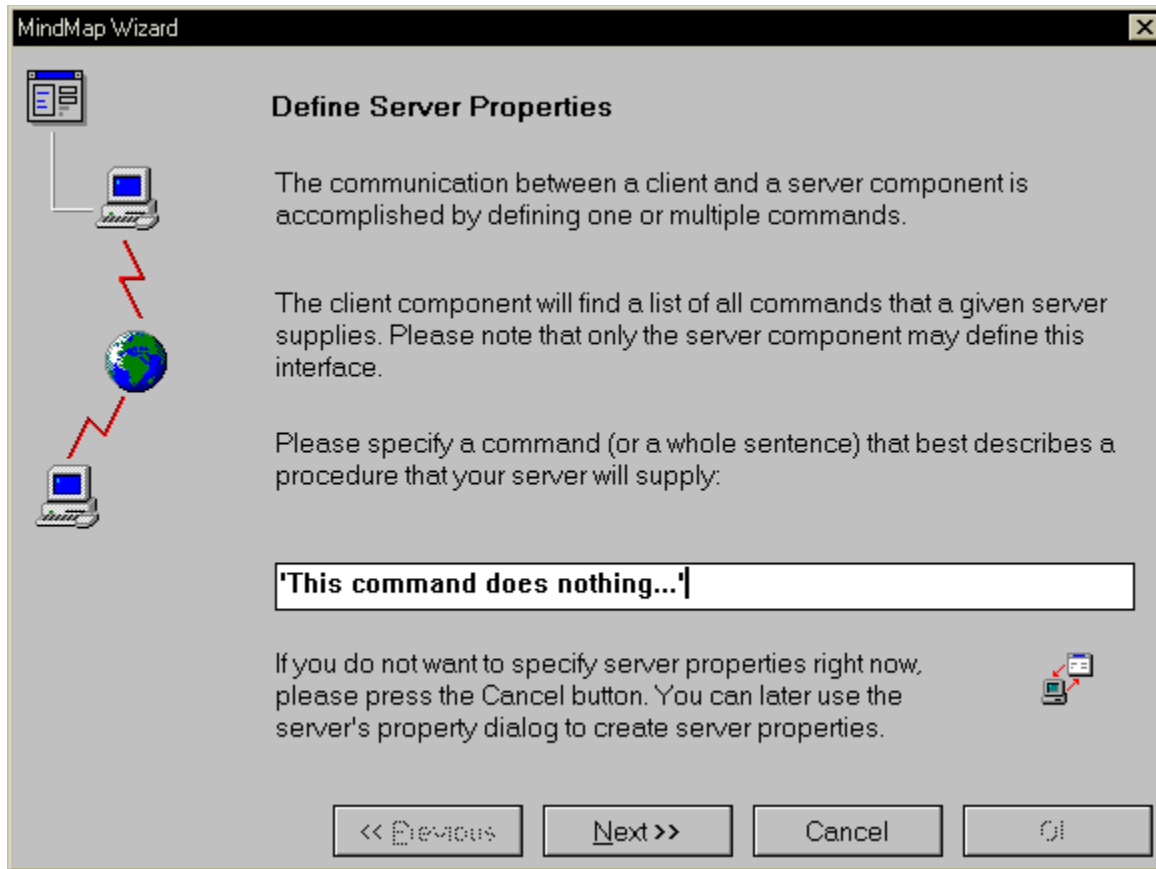 MindMap Wizard
Define Server Properties
The communication between a client and a server component is
accomplished by defining one or multiple commands.
The client component will find a list of all commands that a given server
supplies. Please note that only the server component may define this
interface.
Please specify a command (or a whole sentence) that best describes a
procedure that your server will supply:
'This command does nothing...'
If you do not want to specify server properties right now,
please press the Cancel button. You can later use the
server's property dialog to create server properties.
<< Previous Next >> Cancel